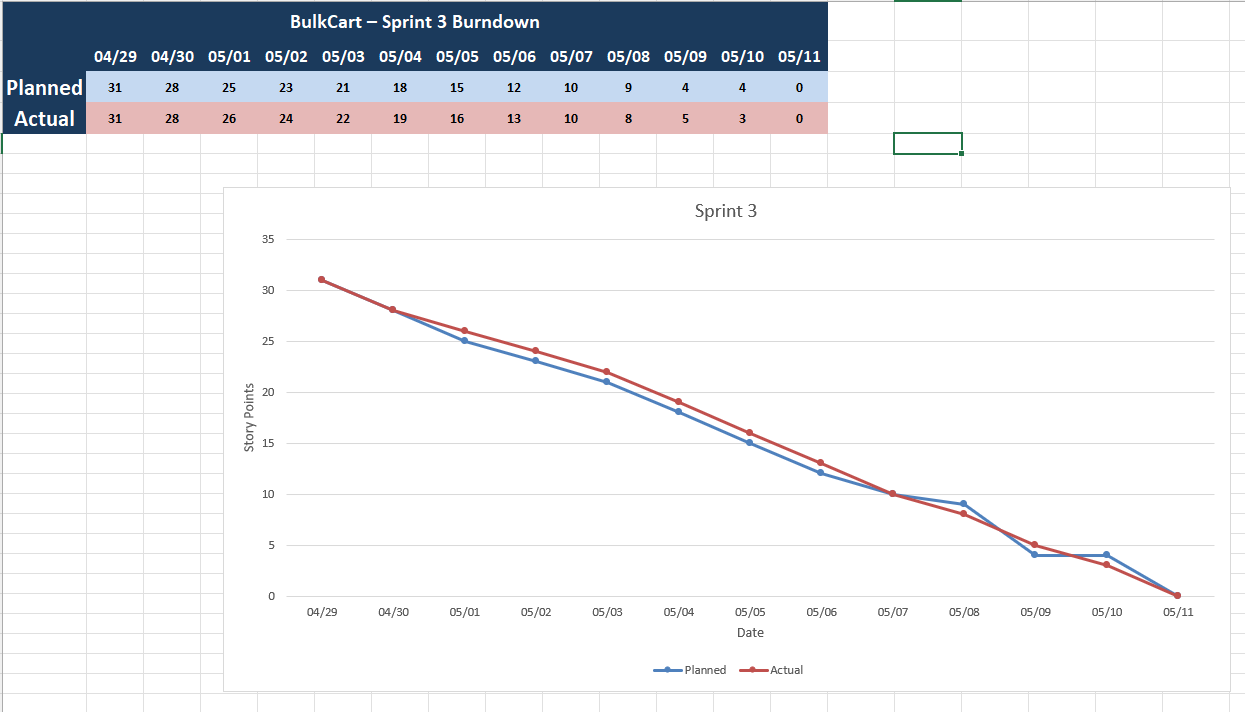 BulkCart – Sprint 3 Burndown
04/29 04/30 05/01 05/02 05/03 05/04 05/05 05/06 05/07 05/08 05/09 05/10 05/11
Planned 31 28 25 23 21 18 15 12 10 9 4 4 0
Actual 31 28 26 24 22 19 16 13 10 8 5 3 0
Sprint 3
35
30
25
20
15
10
5
0
Story Points
04/29 04/30 05/01 05/02 05/03 05/04 05/05 05/06 05/07 05/08 05/09 05/10 05/11
Date
Planned Actual